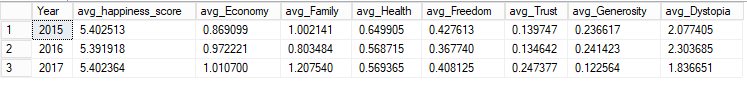 Year avg_happiness_score avg_Economy avg_Family avg_Health avg_Freedom avg_Trust avg_Generosity avg_Dystopia
1 2015 5.402513 0.869099 1.002141 0.649905 0.427613 0.139747 0.236617 2.077405
2 2016 5.391918 0.972221 0.803484 0.568715 0.367740 0.134642 0.241423 2.303685
3 2017 5.402364 1.010700 1.207540 0.569365 0.408125 0.247377 0.122564 1.836651